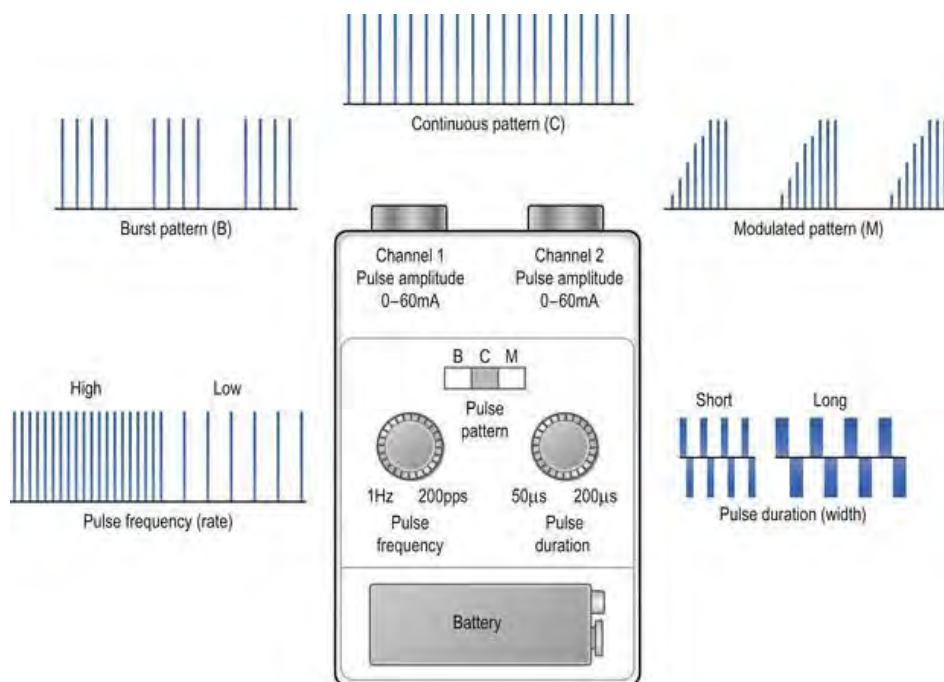 Continuous pattern (C)
Burst pattern (B)
Modulated pattern (M)
Channel 1
Pulse amplitude
0–60mA
Channel 2
Pulse amplitude
0–60mA
B C M
Pulse
pattern
High Low
Pulse frequency (rate)
1Hz 200pps
Pulse
frequency
50µs 200µs
Pulse
duration
Short Long
Pulse duration (width)
Battery